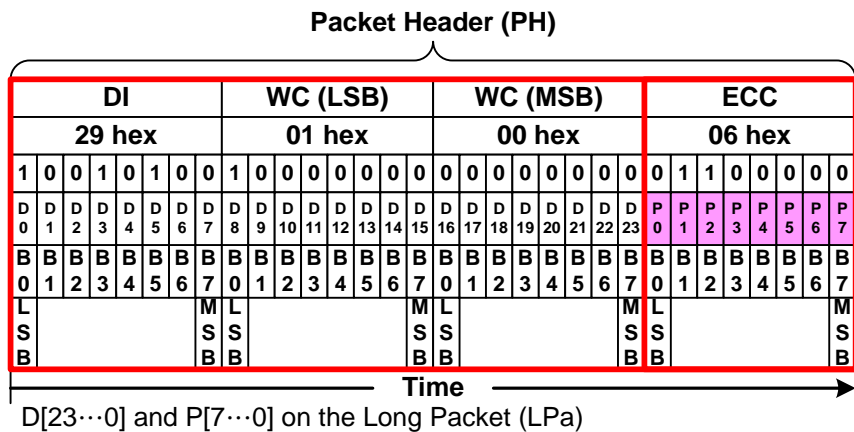 Packet Header (PH)
DI WC (LSB) WC (MSB) ECC
29 hex 01 hex 00 hex 06 hex
1 0 0 1 0 1 0 0 1 0 0 0 0 0 0 0 0 0 0 0 0 0 0 0 0 1 1 0 0 0 0 0
D0 D1 D2 D3 D4 D5 D6 D7 D8 D9 D10 D11 D12 D13 D14 D15 D16 D17 D18 D19 D20 D21 D22 D23 P0 P1 P2 P3 P4 P5 P6 P7
B0 B1 B2 B3 B4 B5 B6 B7 B0 B1 B2 B3 B4 B5 B6 B7 B0 B1 B2 B3 B4 B5 B6 B7 B0 B1 B2 B3 B4 B5 B6 B7
LSB MSB LSB MSB LSB MSB LSB MSB
Time
D[23···0] and P[7···0] on the Long Packet (LPa)